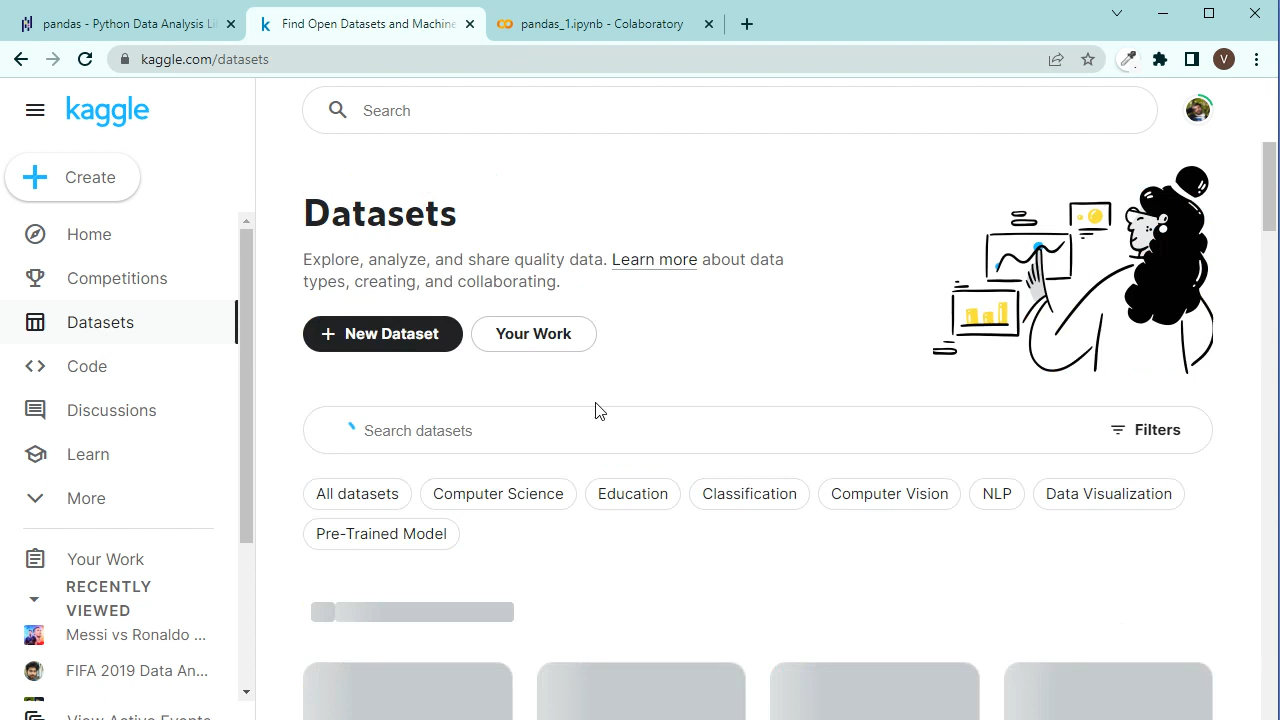 pandas - Python Data Analysis Li
Find Open Datasets and Machine
pandas_1.ipynb - Colaboratory
kaggle.com/datasets
V
kaggle
Search
Create
Home
Competitions
Datasets
Code
Discussions
Learn
More
Your Work
RECENTLY
VIEWED
Messi vs Ronaldo ...
FIFA 2019 Data An...
View Active Events
Datasets
Explore, analyze, and share quality data. Learn more about data
types, creating, and collaborating.
New Dataset
Your Work
Search datasets
Filters
All datasets
Computer Science
Education
Classification
Computer Vision
NLP
Data Visualization
Pre-Trained Model